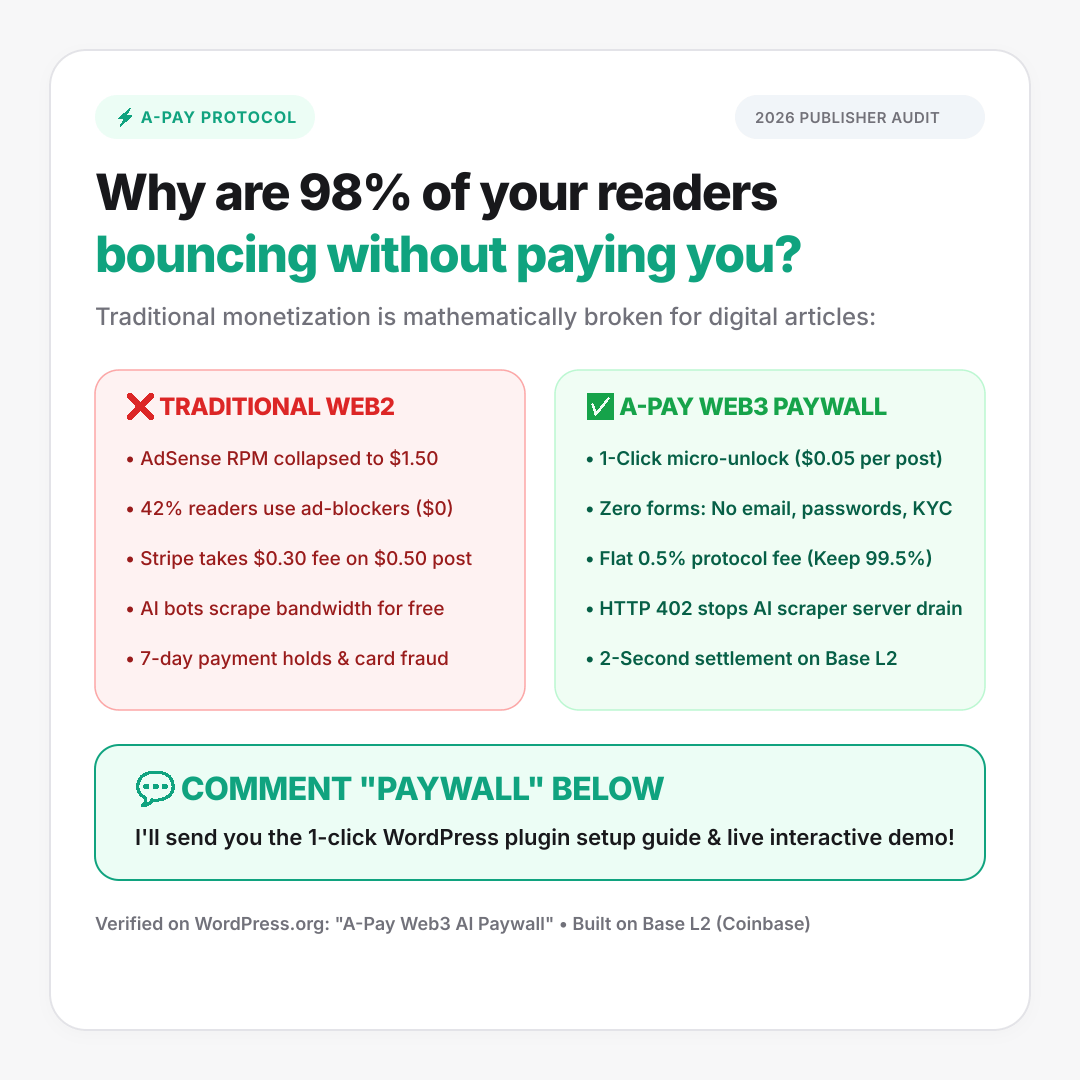 ⚡ A-PAY PROTOCOL
2026 PUBLISHER AUDIT
Why are 98% of your readers
bouncing without paying you?
Traditional monetization is mathematically broken for digital articles:
❌ TRADITIONAL WEB2
• AdSense RPM collapsed to $1.50
• 42% readers use ad-blockers ($0)
• Stripe takes $0.30 fee on $0.50 post
• AI bots scrape bandwidth for free
• 7-day payment holds & card fraud
✅ A-PAY WEB3 PAYWALL
• 1-Click micro-unlock ($0.05 per post)
• Zero forms: No email, passwords, KYC
• Flat 0.5% protocol fee (Keep 99.5%)
• HTTP 402 stops AI scraper server drain
• 2-Second settlement on Base L2
💬 COMMENT "PAYWALL" BELOW
I'll send you the 1-click WordPress plugin setup guide & live interactive demo!
Verified on WordPress.org: "A-Pay Web3 AI Paywall" • Built on Base L2 (Coinbase)